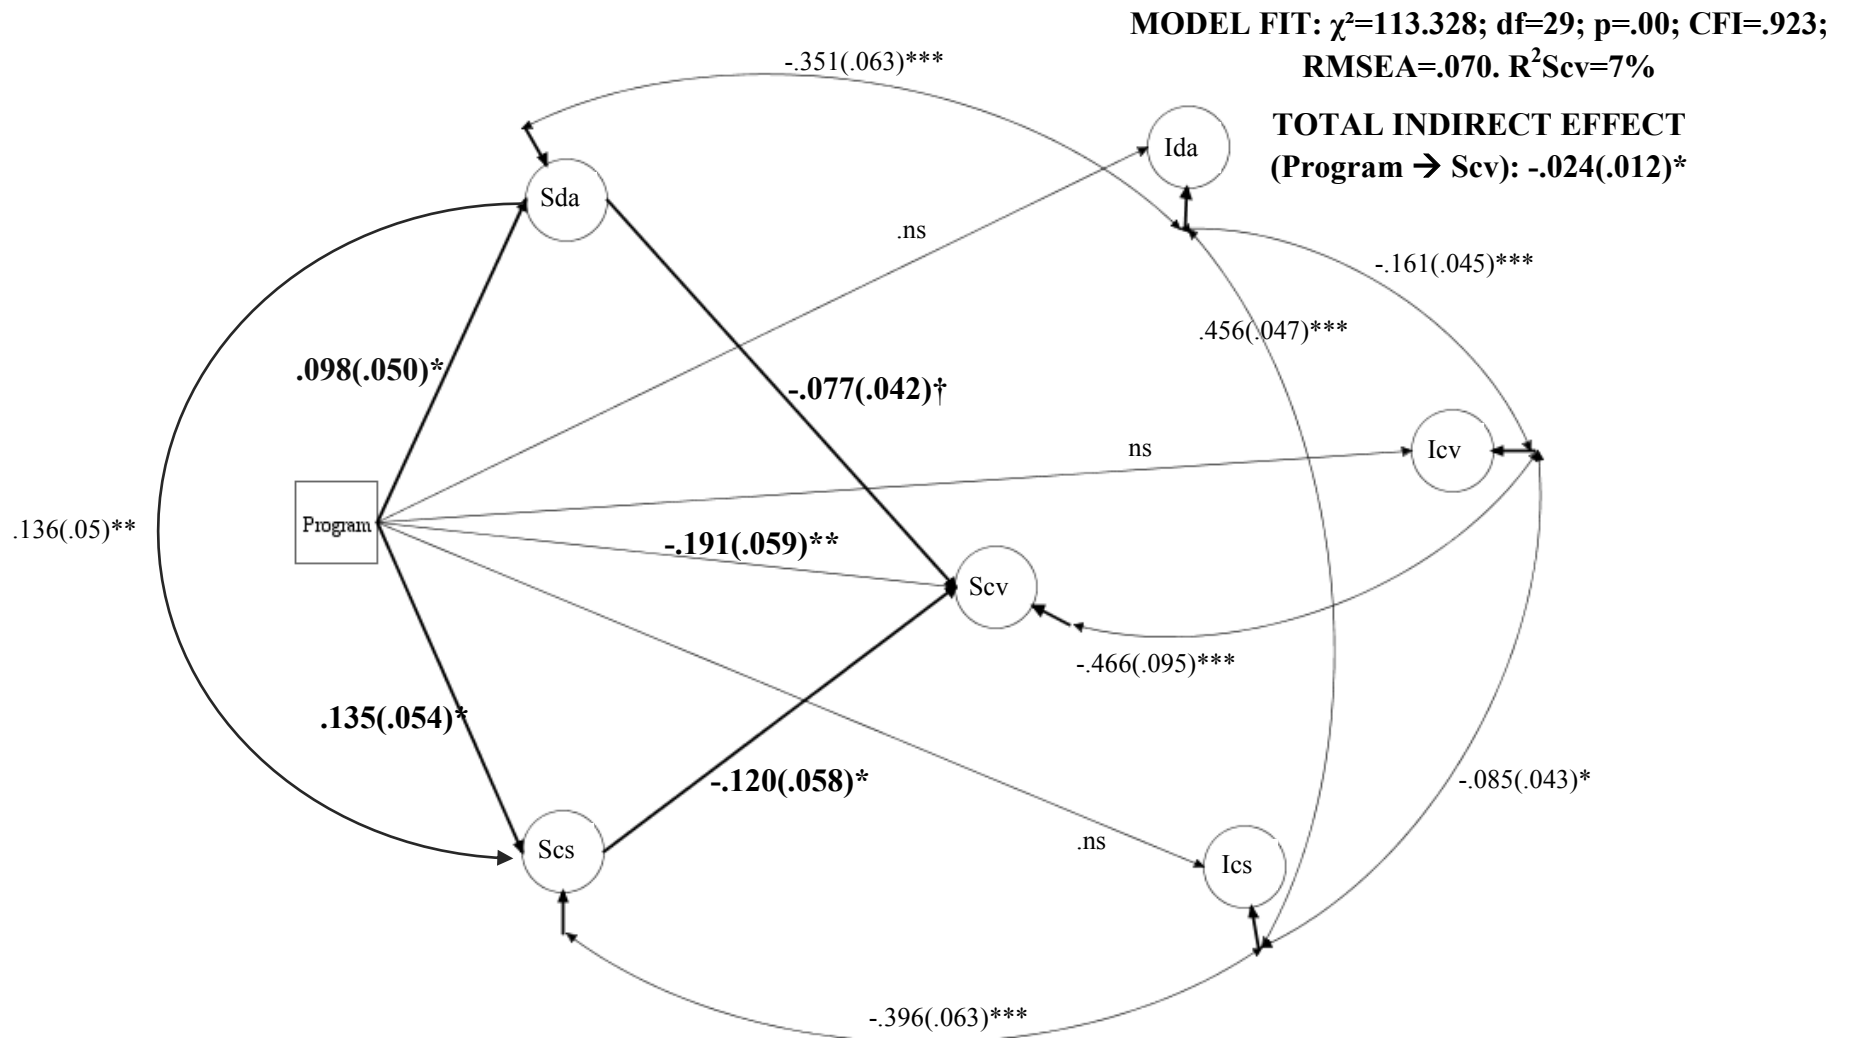 MODEL FIT: χ²=113.328; df=29; p=.00; CFI=.923;
RMSEA=.070. R²Scv=7%
-.351(.063)***
TOTAL INDIRECT EFFECT
(Program → Scv): -.024(.012)*
Ida
Sda
.ns
-.161(.045)***
.456(.047)***
.098(.050)*
-.077(.042)†
ns
Icv
.136(.05)**
Program
-.191(.059)**
Scv
-.466(.095)***
.135(.054)*
-.120(.058)*
-.085(.043)*
.ns
Scs
Ics
-.396(.063)***